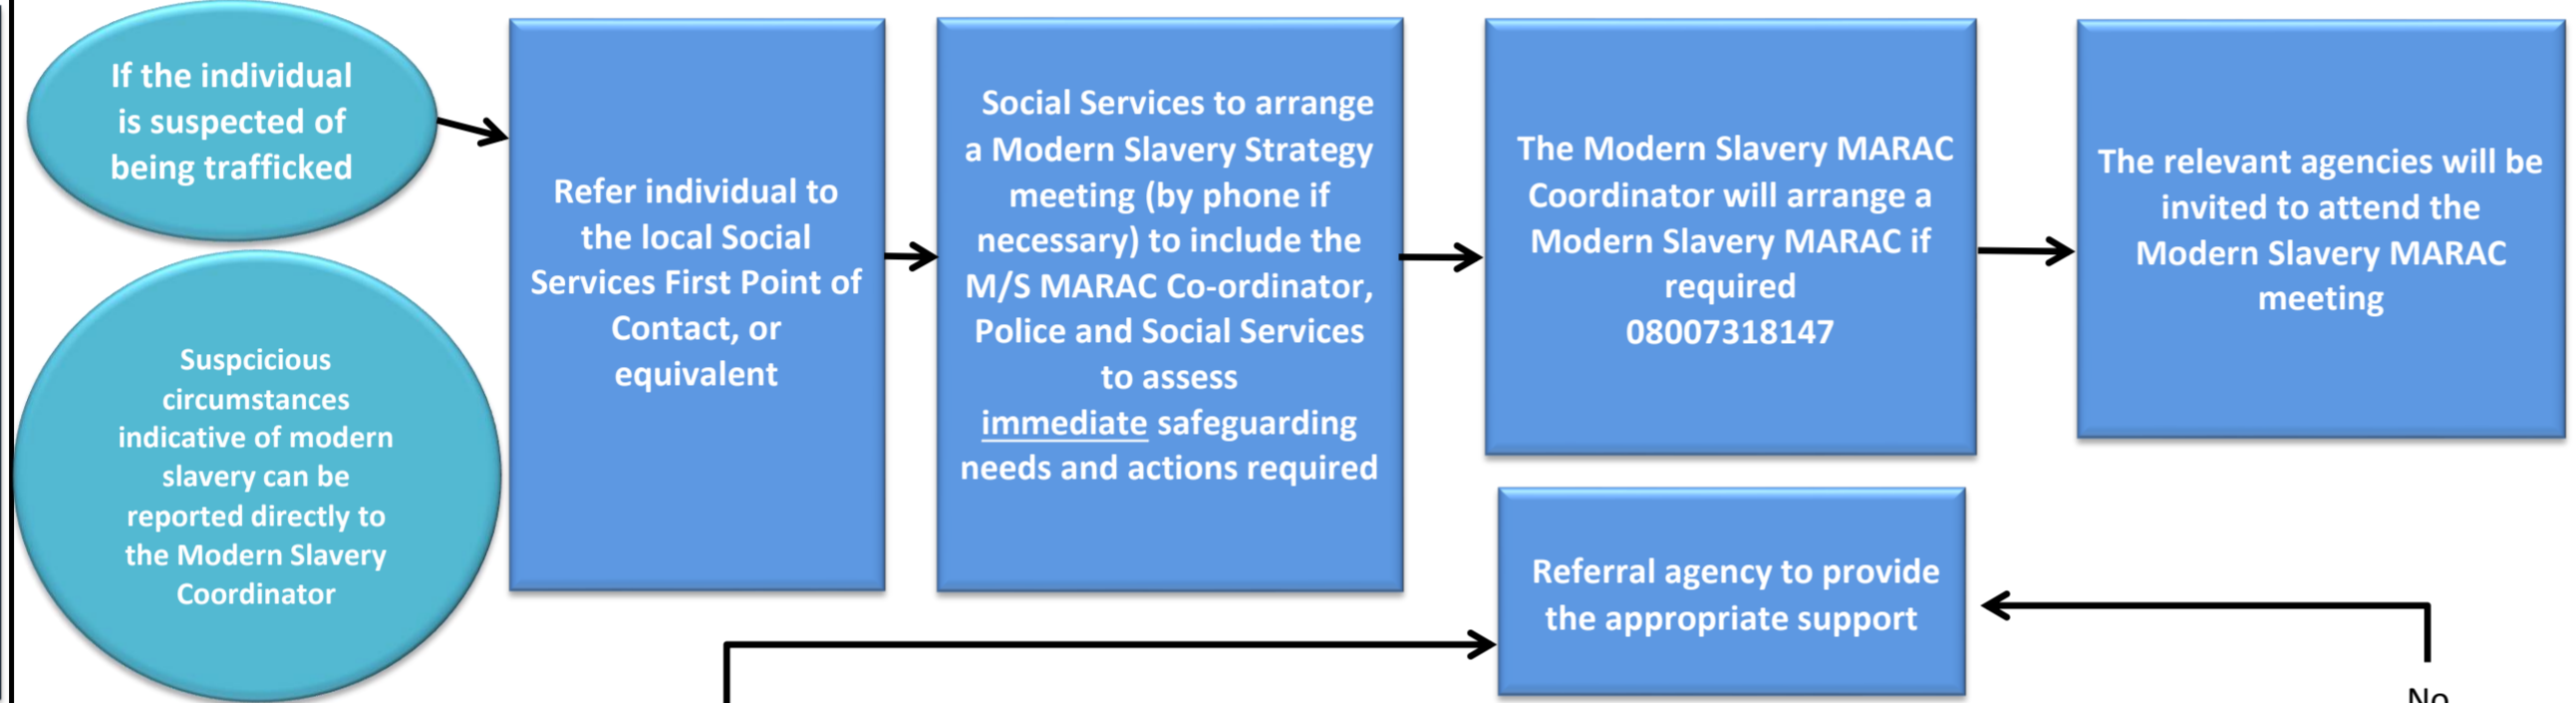 If the individual
is suspected of
being trafficked
Suspcicious
circumstances
indicative of modern
slavery can be
reported directly to
the Modern Slavery
Coordinator
Refer individual to
the local Social
Services First Point of
Contact, or
equivalent
Social Services to arrange
a Modern Slavery Strategy
meeting (by phone if
necessary) to include the
M/S MARAC Co-ordinator,
Police and Social Services
to assess
immediate safeguarding
needs and actions required
The Modern Slavery MARAC
Coordinator will arrange a
Modern Slavery MARAC if
required
08007318147
The relevant agencies will be
invited to attend the
Modern Slavery MARAC
meeting
Referral agency to provide
the appropriate support
No